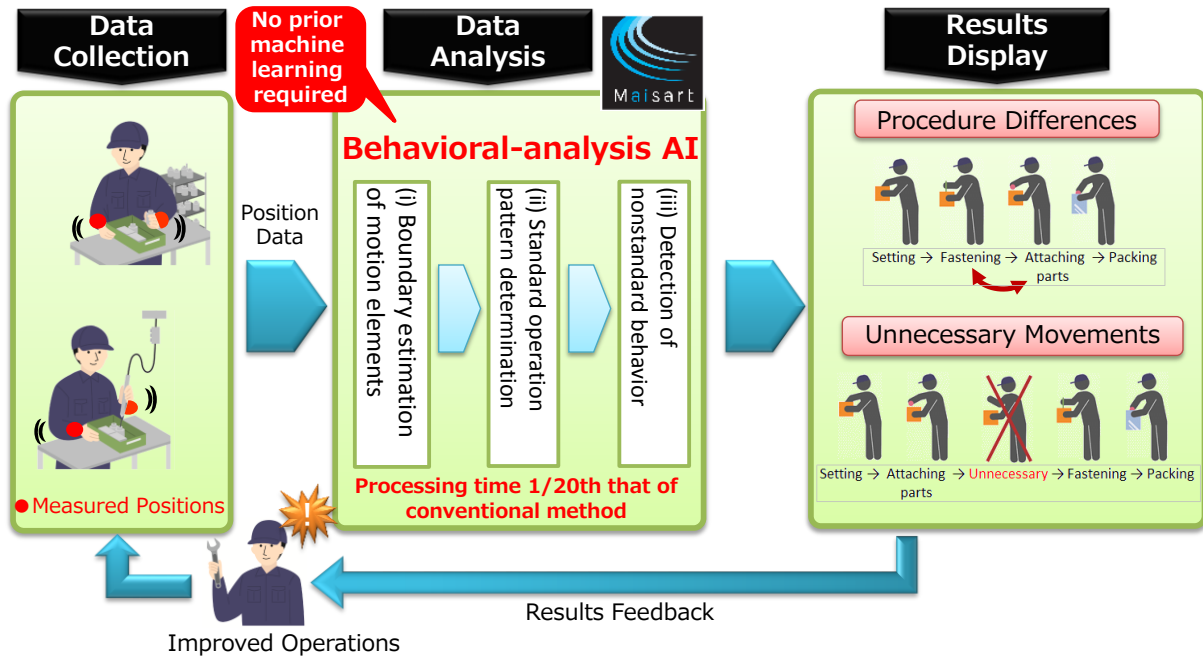 Data
Collection
No prior
machine
learning
required
Data
Analysis
Maisart
Results
Display
Behavioral-analysis AI
Position
Data
(i) Boundary estimation
of motion elements
(ii) Standard operation
pattern determination
(iii) Detection of
nonstandard behavior
Processing time 1/20th that of
conventional method
Measured Positions
Procedure Differences
Setting → Fastening → Attaching → Packing
parts
Unnecessary Movements
Setting → Attaching → Unnecessary → Fastening → Packing
parts
!
Results Feedback
Improved Operations